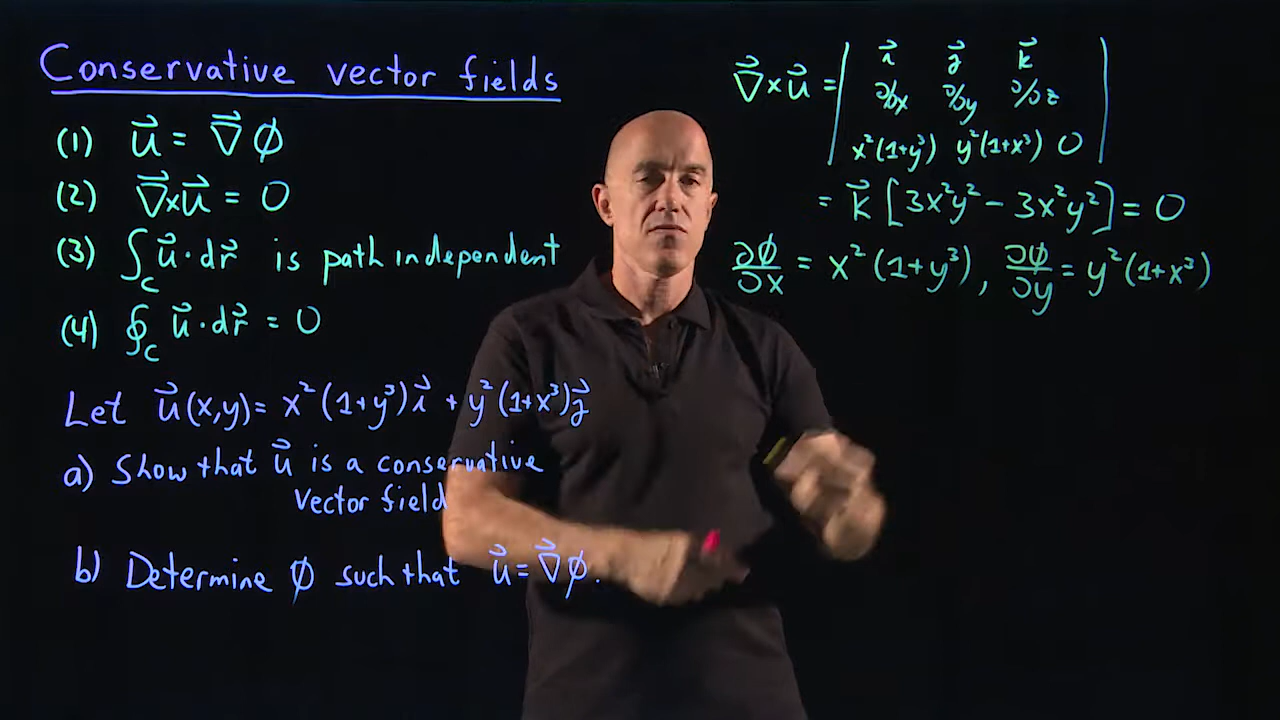 Conservative vector fields
(1) u⃗ = ∇⃗ϕ
(2) ∇⃗×u⃗ = 0
(3) ∫_C u⃗·dr⃗ is path independent
(4) ∮_C u⃗·dr⃗ = 0
Let u⃗(x,y) = x²(1+y³)i⃗ + y²(1+x³)j⃗
a) Show that u⃗ is a conservative
vector field
b) Determine ϕ such that u⃗ = ∇⃗ϕ.
∇⃗×u⃗ = | i⃗ j⃗ k⃗ |
∂/∂x ∂/∂y ∂/∂z
x²(1+y³) y²(1+x³) 0
= k⃗ [3x²y² − 3x²y²] = 0
∂ϕ/∂x = x²(1+y³), ∂ϕ/∂y = y²(1+x³)